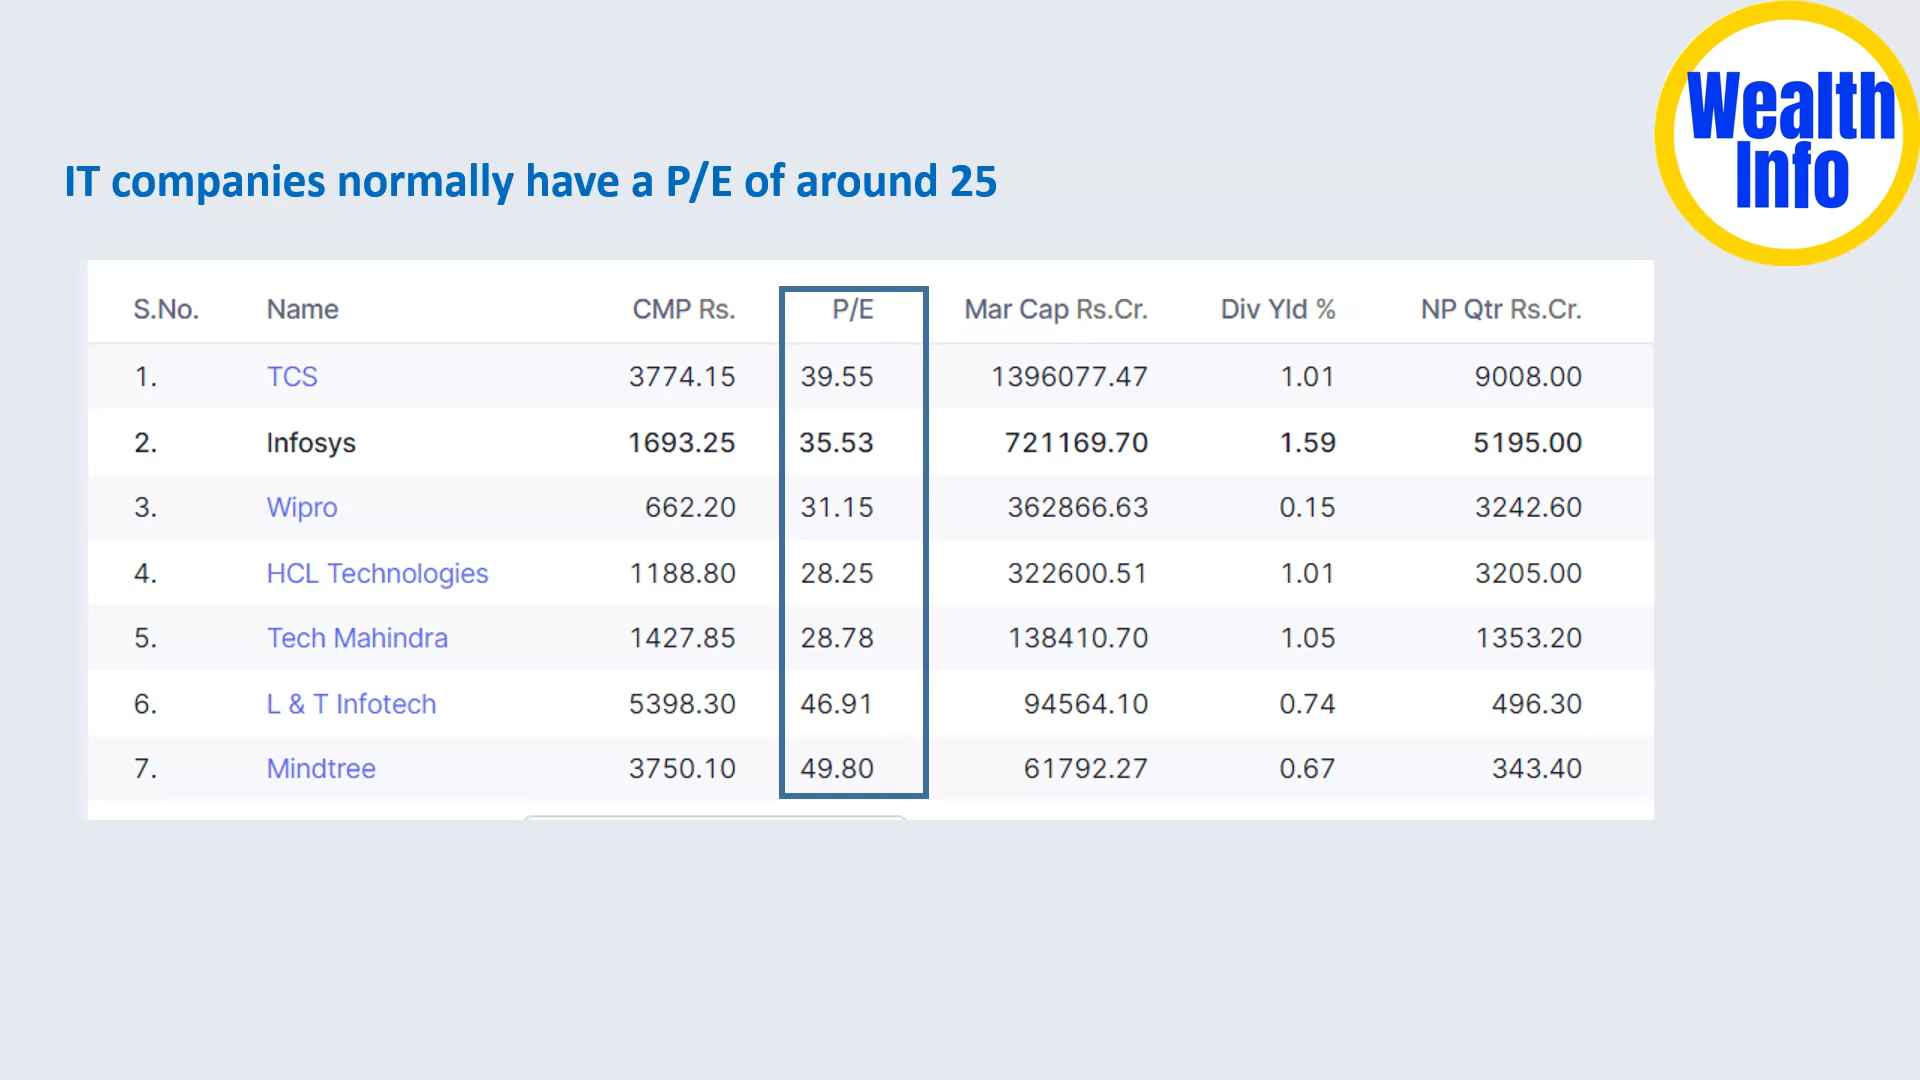 Wealth
Info
IT companies normally have a P/E of around 25
S.No. Name CMP Rs. P/E Mar Cap Rs.Cr. Div Yld % NP Qtr Rs.Cr.
1. TCS 3774.15 39.55 1396077.47 1.01 9008.00
2. Infosys 1693.25 35.53 721169.70 1.59 5195.00
3. Wipro 662.20 31.15 362866.63 0.15 3242.60
4. HCL Technologies 1188.80 28.25 322600.51 1.01 3205.00
5. Tech Mahindra 1427.85 28.78 138410.70 1.05 1353.20
6. L & T Infotech 5398.30 46.91 94564.10 0.74 496.30
7. Mindtree 3750.10 49.80 61792.27 0.67 343.40